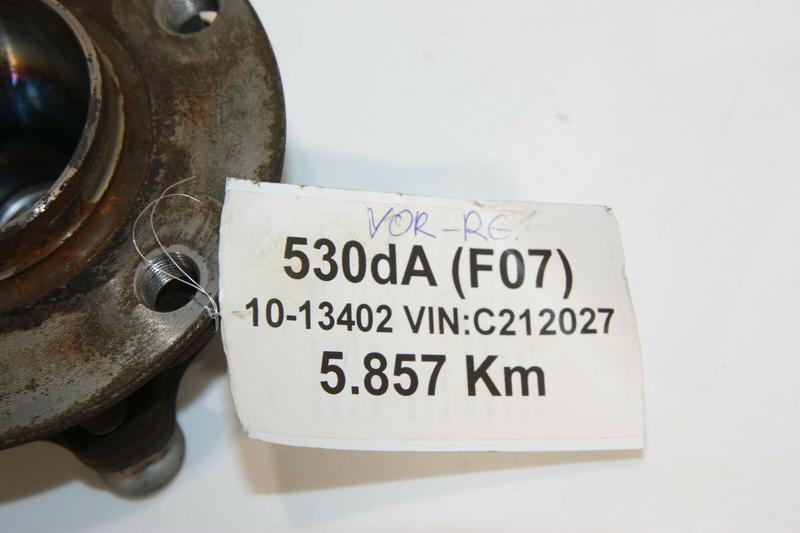 VOR-RE.
530dA (F07)
10-13402 VIN:C212027
5.857 Km